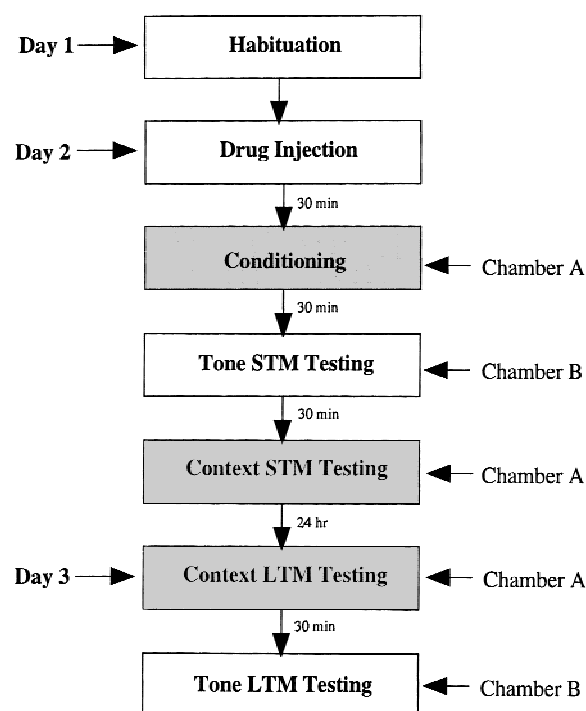 Day 1
Habituation
Day 2
Drug Injection
30 min
Conditioning
Chamber A
30 min
Tone STM Testing
Chamber B
30 min
Context STM Testing
Chamber A
24 hr
Day 3
Context LTM Testing
Chamber A
30 min
Tone LTM Testing
Chamber B